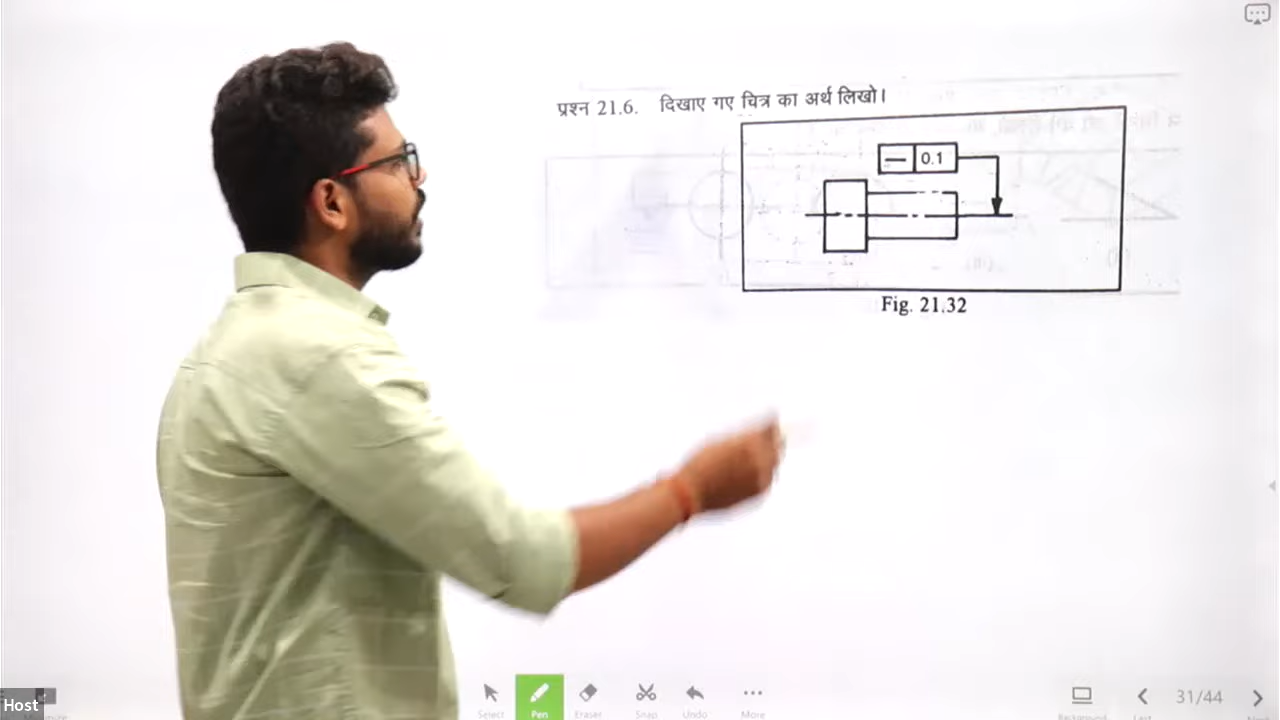 प्रश्न 21.6. दिखाए गए चित्र का अर्थ लिखो।
0.1
Fig. 21.32
Host
Select
Pen
Eraser
Snap
Undo
More
Background
31/44